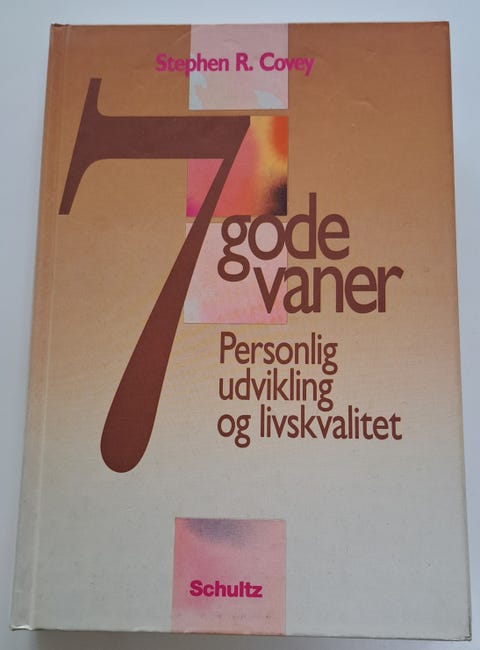 Stephen R. Covey
7 gode
vaner
Personlig
udvikling
og livskvalitet
Schultz